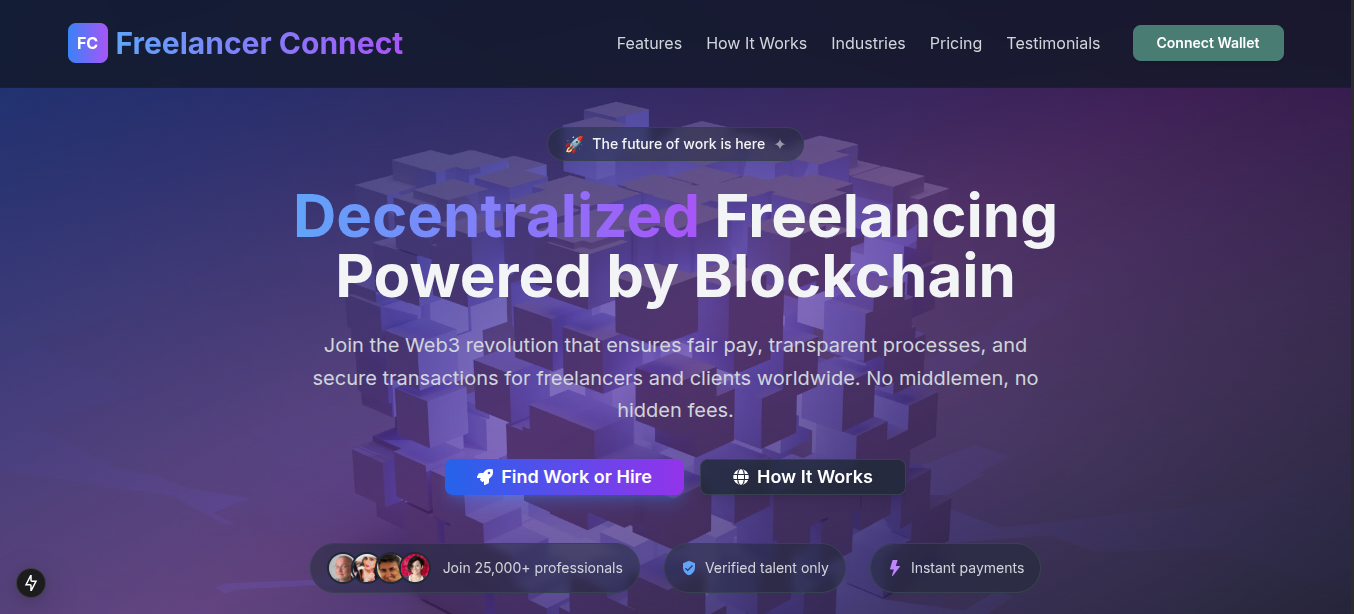 FC Freelancer Connect
Features How It Works Industries Pricing Testimonials Connect Wallet
🚀 The future of work is here ✦
Decentralized Freelancing
Powered by Blockchain
Join the Web3 revolution that ensures fair pay, transparent processes, and
secure transactions for freelancers and clients worldwide. No middlemen, no
hidden fees.
Find Work or Hire How It Works
Join 25,000+ professionals Verified talent only Instant payments